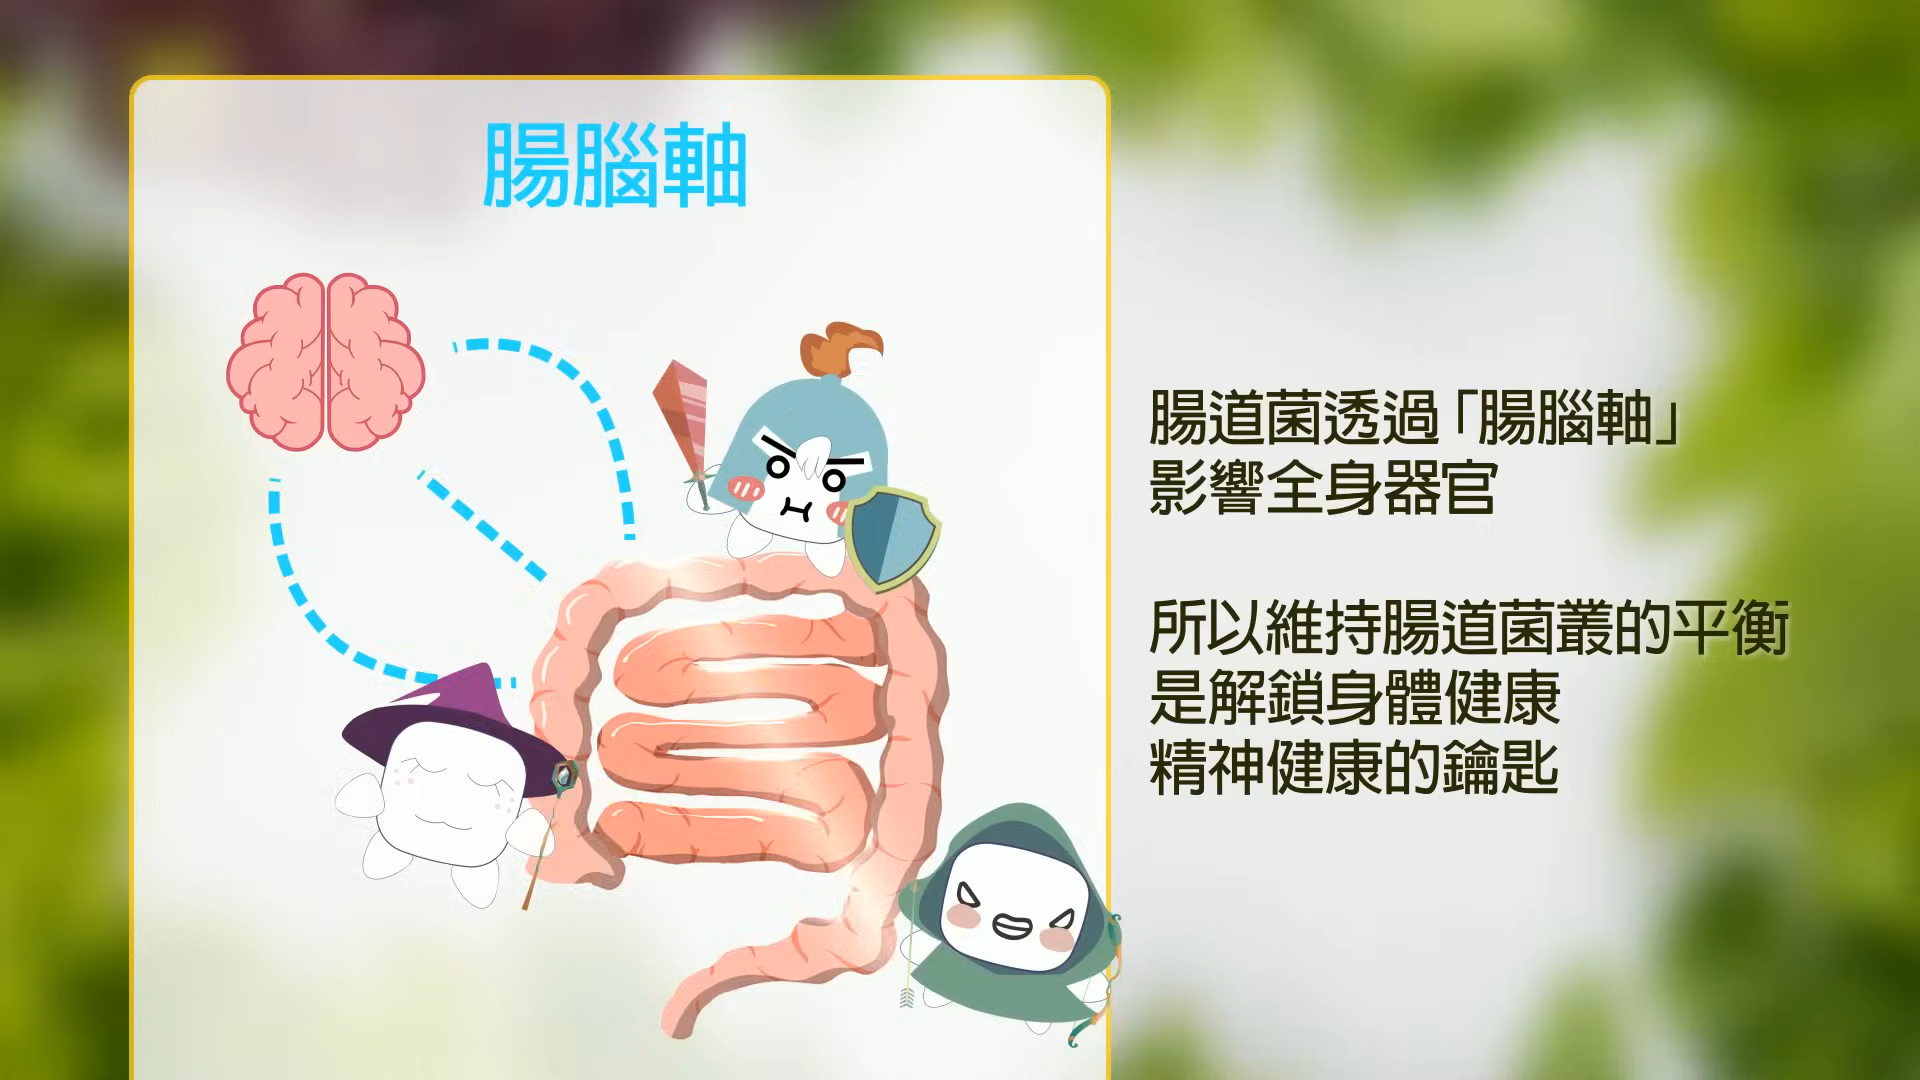 腸腦軸
腸道菌透過「腸腦軸」
影響全身器官
所以維持腸道菌叢的平衡
是解鎖身體健康
精神健康的鑰匙